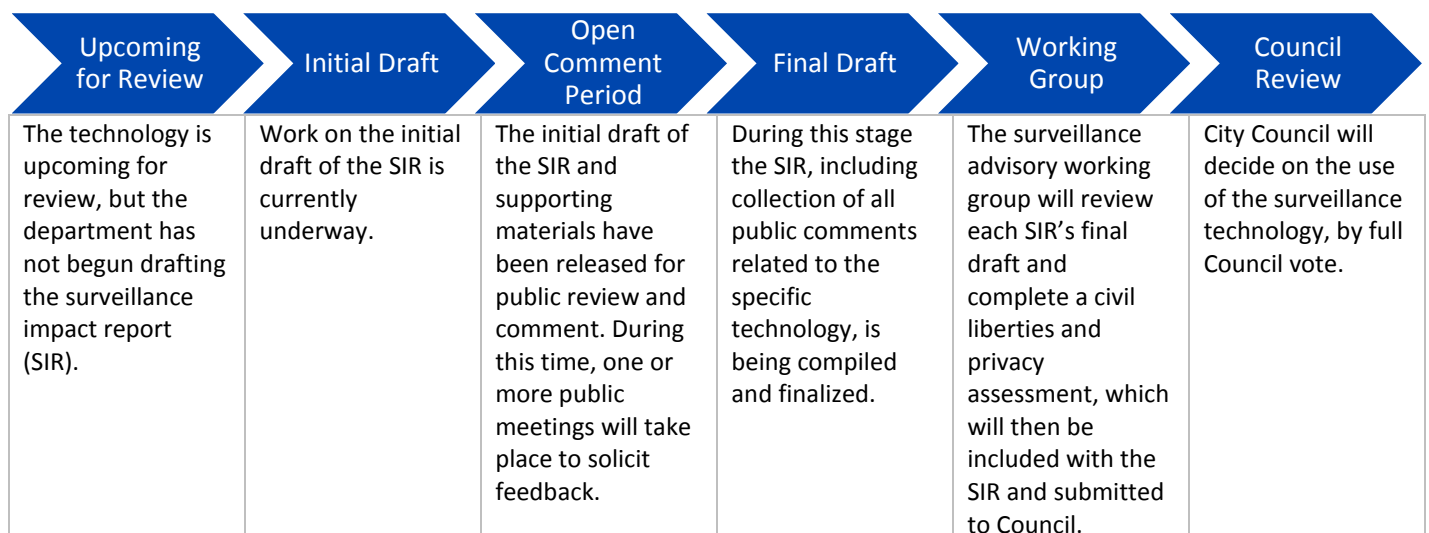 Upcoming
for Review
Initial Draft
Open
Comment
Period
Final Draft
Working
Group
Council
Review
The technology is
upcoming for
review, but the
department has
not begun drafting
the surveillance
impact report
(SIR).
Work on the initial
draft of the SIR is
currently
underway.
The initial draft of
the SIR and
supporting
materials have
been released for
public review and
comment. During
this time, one or
more public
meetings will take
place to solicit
feedback.
During this stage
the SIR, including
collection of all
public comments
related to the
specific
technology, is
being compiled
and finalized.
The surveillance
advisory working
group will review
each SIR’s final
draft and
complete a civil
liberties and
privacy
assessment, which
will then be
included with the
SIR and submitted
to Council.
City Council will
decide on the use
of the surveillance
technology, by full
Council vote.